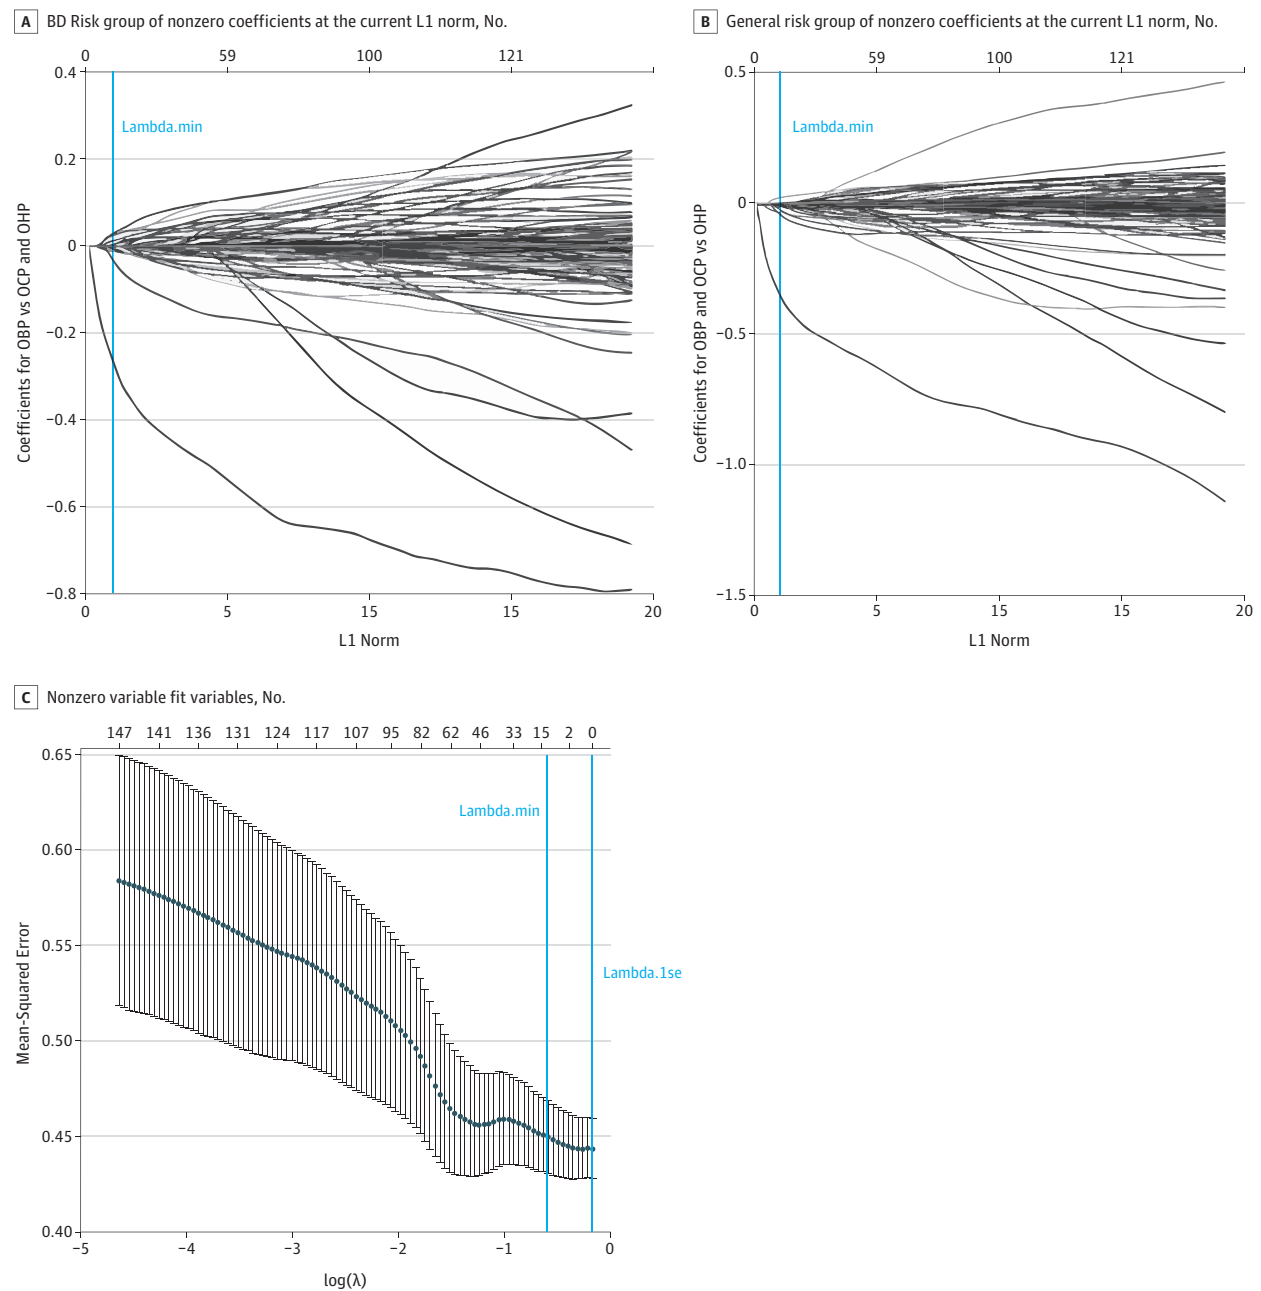 A BD Risk group of nonzero coefficients at the current L1 norm, No.
0 59 100 121
0.4
0.2
0
−0.2
−0.4
−0.6
−0.8
Coefficients for OBP vs OCP and OHP
Lambda.min
0 5 15 15 20
L1 Norm
B General risk group of nonzero coefficients at the current L1 norm, No.
0 59 100 121
0.5
0
−0.5
−1.0
−1.5
Coefficients for OBP and OCP vs OHP
Lambda.min
0 5 15 15 20
L1 Norm
C Nonzero variable fit variables, No.
147 141 136 131 124 117 107 95 82 62 46 33 15 2 0
0.65
0.60
0.55
0.50
0.45
0.40
Mean-Squared Error
Lambda.min
Lambda.1se
−5 −4 −3 −2 −1 0
log(λ)